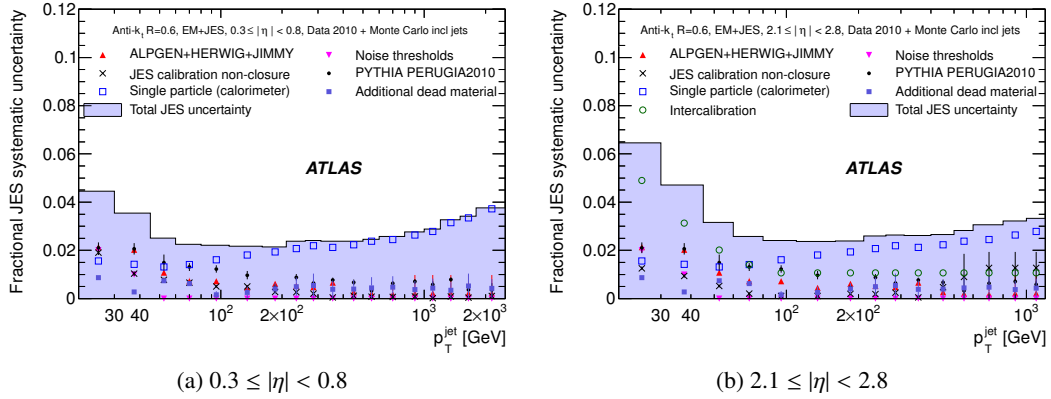 Fractional JES systematic uncertainty
0.12
0.1
0.08
0.06
0.04
0.02
0
Anti-k_t R=0.6, EM+JES, 0.3≤ |η| < 0.8, Data 2010 + Monte Carlo incl jets
ALPGEN+HERWIG+JIMMY
Noise thresholds
JES calibration non-closure
PYTHIA PERUGIA2010
Single particle (calorimeter)
Additional dead material
Total JES uncertainty
ATLAS
30 40 10² 2×10² 10³ 2×10³
p_T^jet [GeV]
(a) 0.3 ≤ |η| < 0.8
Fractional JES systematic uncertainty
0.12
0.1
0.08
0.06
0.04
0.02
0
Anti-k_t R=0.6, EM+JES, 2.1≤ |η| < 2.8, Data 2010 + Monte Carlo incl jets
ALPGEN+HERWIG+JIMMY
Noise thresholds
JES calibration non-closure
PYTHIA PERUGIA2010
Single particle (calorimeter)
Additional dead material
Intercalibration
Total JES uncertainty
ATLAS
30 40 10² 2×10² 10³
p_T^jet [GeV]
(b) 2.1 ≤ |η| < 2.8